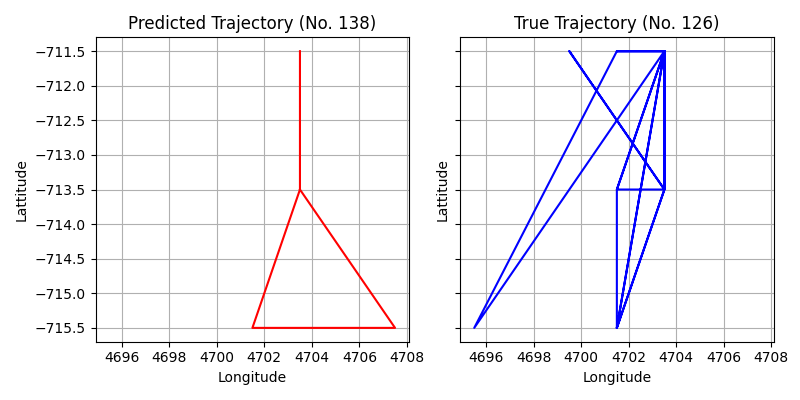 Predicted Trajectory (No. 138)
True Trajectory (No. 126)
−711.5
−712.0
−712.5
−713.0
−713.5
−714.0
−714.5
−715.0
−715.5
Lattitude
Lattitude
4696 4698 4700 4702 4704 4706 4708
4696 4698 4700 4702 4704 4706 4708
Longitude
Longitude